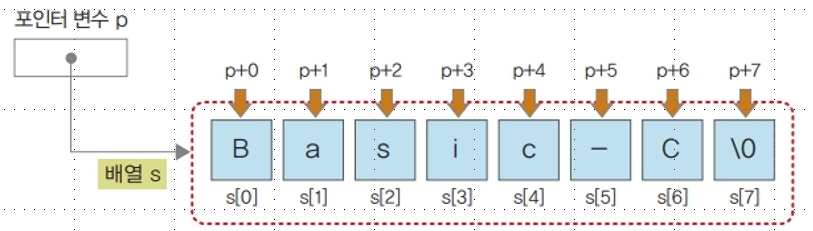 포인터 변수 p
p+0 p+1 p+2 p+3 p+4 p+5 p+6 p+7
B a s i c - C \0
배열 s
s[0] s[1] s[2] s[3] s[4] s[5] s[6] s[7]